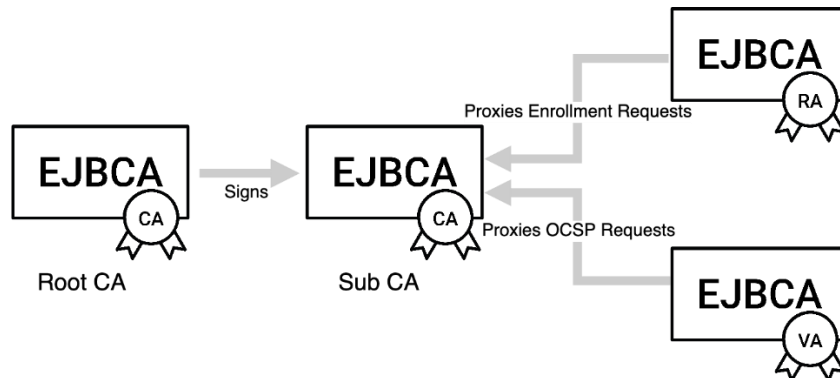 EJBCA
RA
Proxies Enrollment Requests
EJBCA
CA
Signs
EJBCA
CA
Root CA
Sub CA
Proxies OCSP Requests
EJBCA
VA